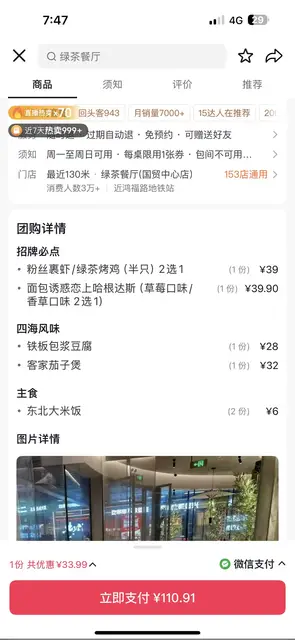 7:47 4G 29
绿茶餐厅
商品 须知 评价 推荐
回头客943 月销量7000+ 15达人在推荐
近7天热卖999+
过期自动退 · 免预约 · 可赠送好友
须知 周一至周日可用 · 每桌限用1张券 · 包间不可用...
门店 最近130米 · 绿茶餐厅(国贸中心店) 153店通用
消费人数3万+ 近鸿福路地铁站
团购详情
招牌必点
• 粉丝裹虾/绿茶烤鸡 (半只) 2选1 (1份) ¥39
• 面包诱惑恋上哈根达斯 (草莓口味/ (1份) ¥39.90
香草口味 2选1)
四海风味
• 铁板包浆豆腐 (1份) ¥28
• 客家茄子煲 (1份) ¥32
主食
• 东北大米饭 (2份) ¥6
图片详情
1份 共优惠 ¥33.99 微信支付
立即支付 ¥110.91